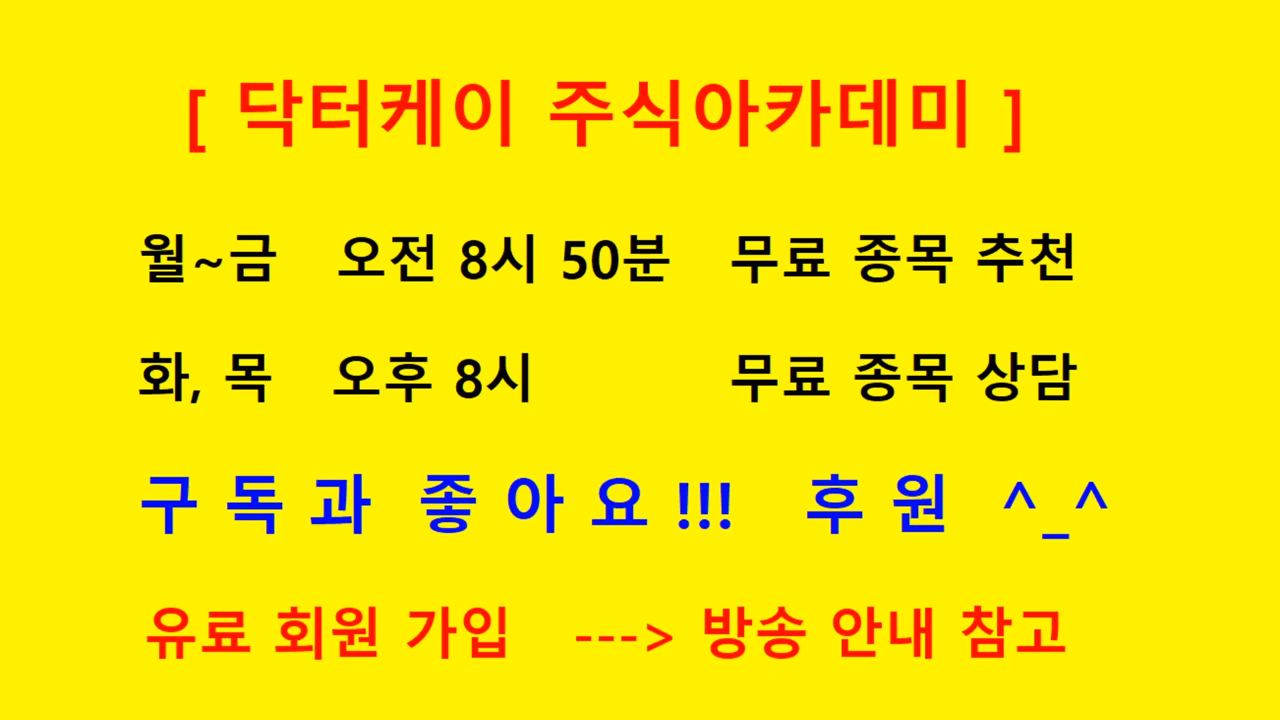 [ 닥터케이 주식아카데미 ]
월~금 오전 8시 50분 무료 종목 추천
화, 목 오후 8시 무료 종목 상담
구 독 과 좋 아 요 !!! 후 원 ^_^
유료 회원 가입 ---> 방송 안내 참고